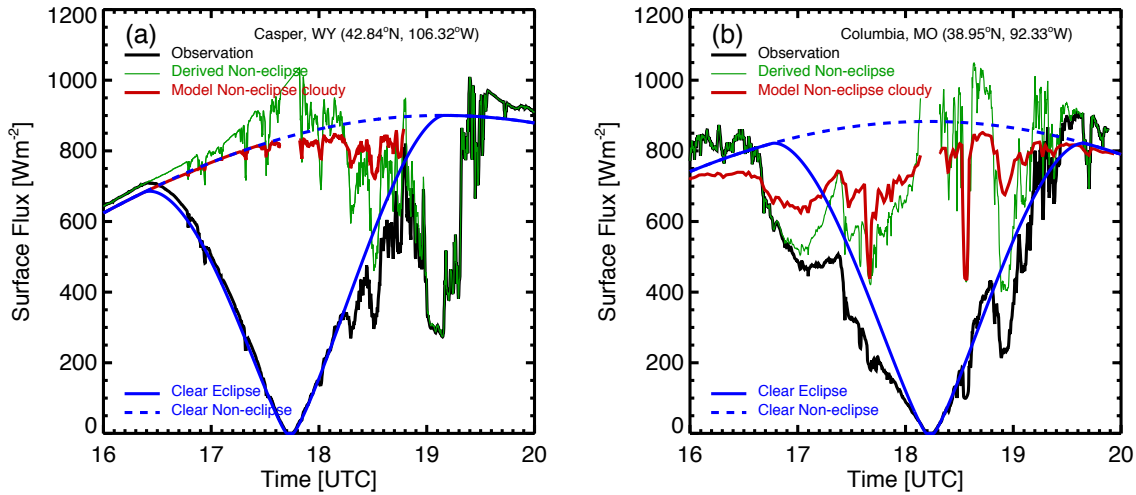 (a)
Casper, WY (42.84°N, 106.32°W)
Observation
Derived Non-eclipse
Model Non-eclipse cloudy
Clear Eclipse
Clear Non-eclipse
Surface Flux [Wm-2]
1200
1000
800
600
400
200
0
16 17 18 19 20
Time [UTC]
(b)
Columbia, MO (38.95°N, 92.33°W)
Observation
Derived Non-eclipse
Model Non-eclipse cloudy
Clear Eclipse
Clear Non-eclipse
Surface Flux [Wm-2]
1200
1000
800
600
400
200
0
16 17 18 19 20
Time [UTC]